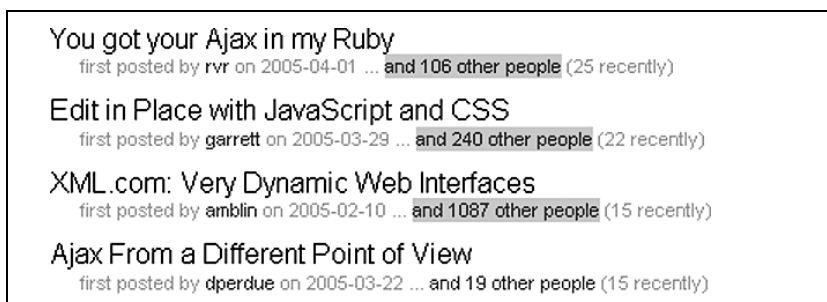 You got your Ajax in my Ruby
first posted by rvr on 2005-04-01 ... and 106 other people (25 recently)
Edit in Place with JavaScript and CSS
first posted by garrett on 2005-03-29 ... and 240 other people (22 recently)
XML.com: Very Dynamic Web Interfaces
first posted by amblin on 2005-02-10 ... and 1087 other people (15 recently)
Ajax From a Different Point of View
first posted by dperdue on 2005-03-22 ... and 19 other people (15 recently)